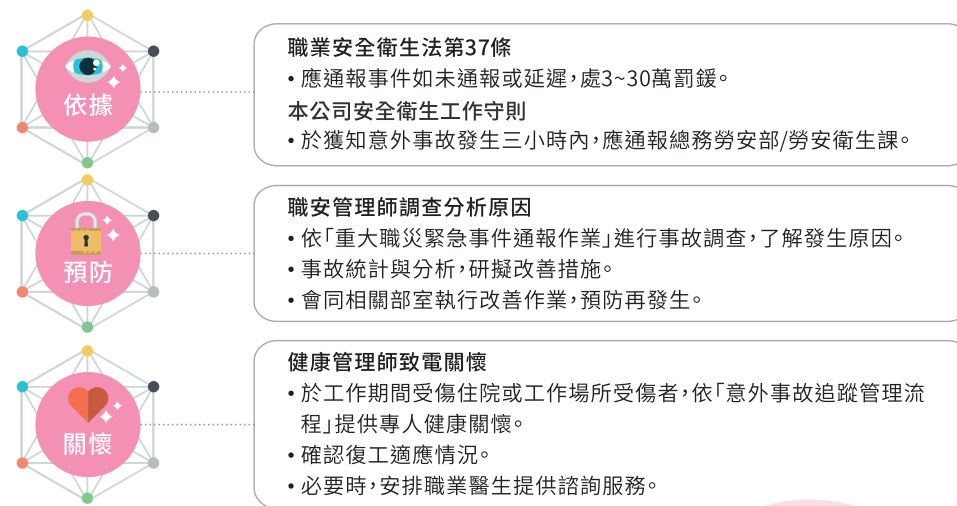 依據
職業安全衛生法第37條
• 應通報事件如未通報或延遲,處3~30萬罰鍰。
本公司安全衛生工作守則
• 於獲知意外事故發生三小時內,應通報總務勞安部/勞安衛生課。
預防
職安管理師調查分析原因
• 依「重大職災緊急事件通報作業」進行事故調查,了解發生原因。
• 事故統計與分析,研擬改善措施。
• 會同相關部室執行改善作業,預防再發生。
關懷
健康管理師致電關懷
• 於工作期間受傷住院或工作場所受傷者,依「意外事故追蹤管理流
程」提供專人健康關懷。
• 確認復工適應情況。
• 必要時,安排職業醫生提供諮詢服務。